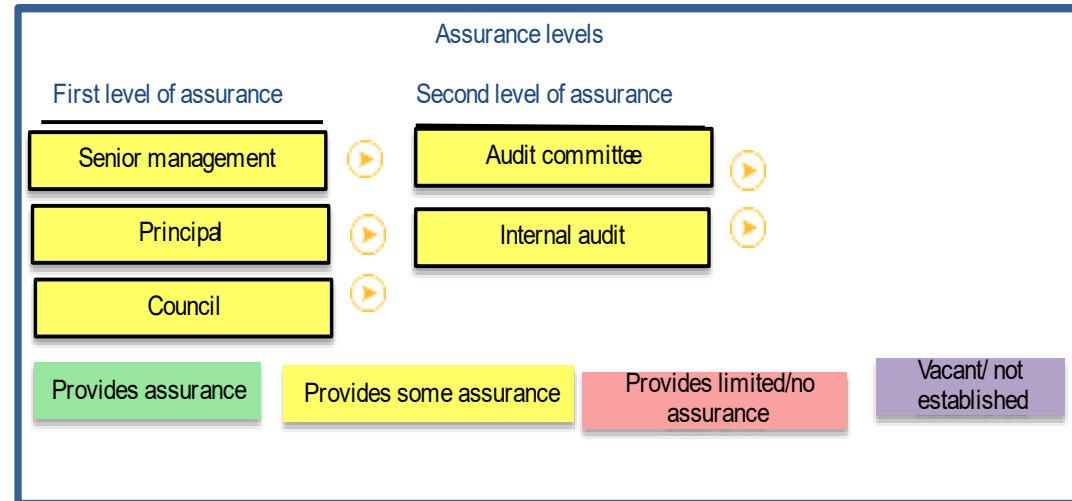 Assurance levels
First level of assurance
Second level of assurance
Senior management
Audit committee
Principal
Internal audit
Council
Provides assurance
Provides some assurance
Provides limited/no
assurance
Vacant/ not
established